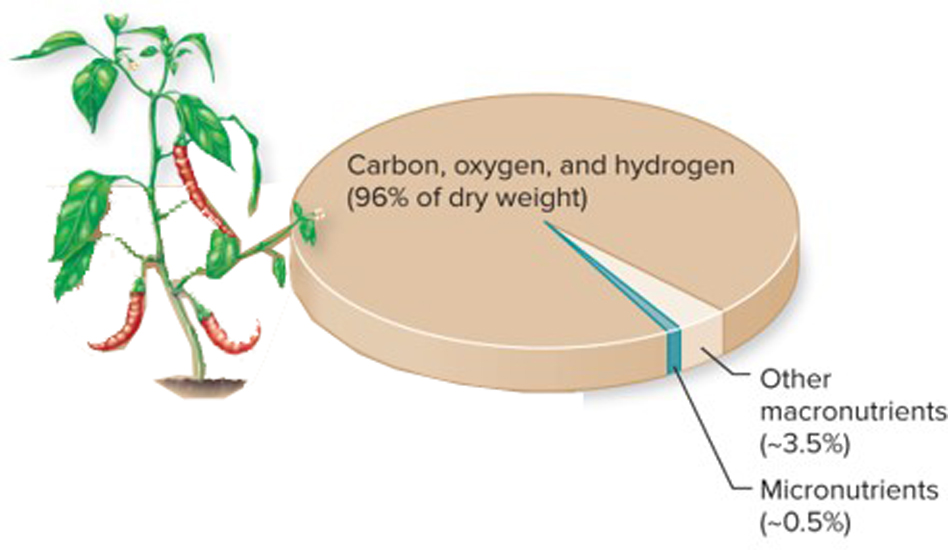 Carbon, oxygen, and hydrogen
(96% of dry weight)
Other
macronutrients
(~3.5%)
Micronutrients
(~0.5%)